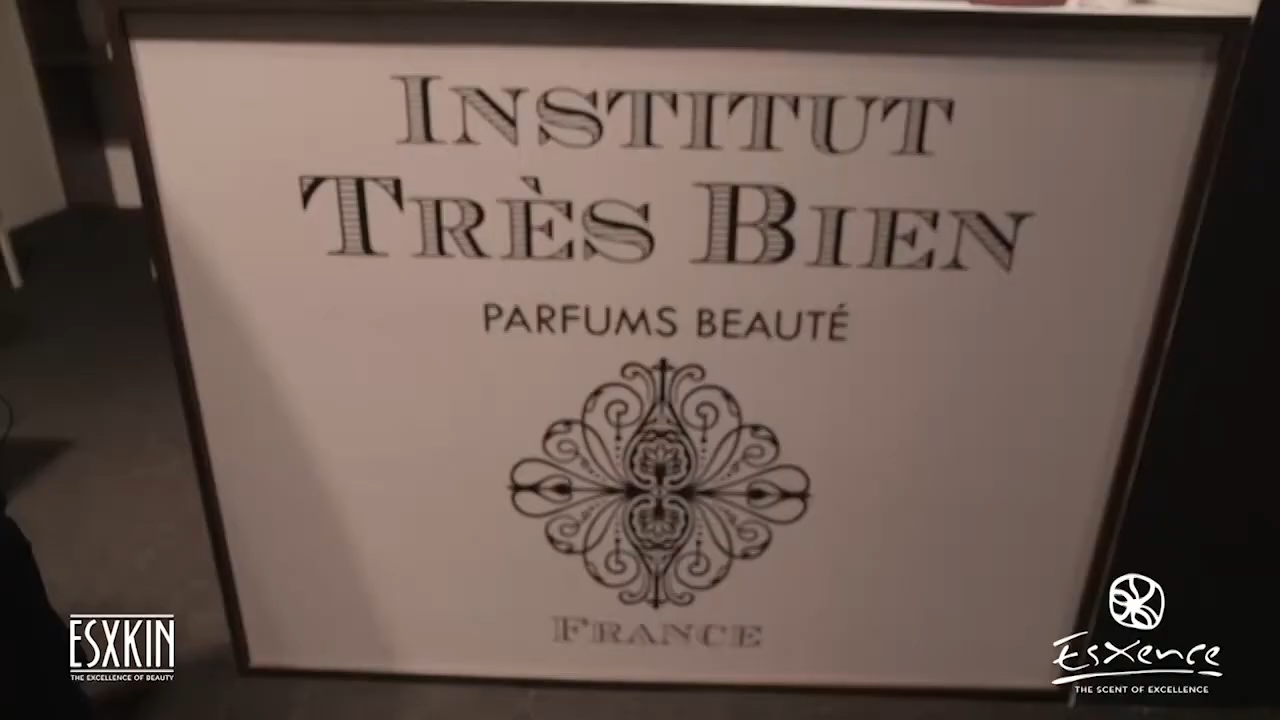 INSTITUT
TRÈS BIEN
PARFUMS BEAUTÉ
FRANCE
ESXKIN
THE EXCELLENCE OF BEAUTY
Esxence
THE SCENT OF EXCELLENCE